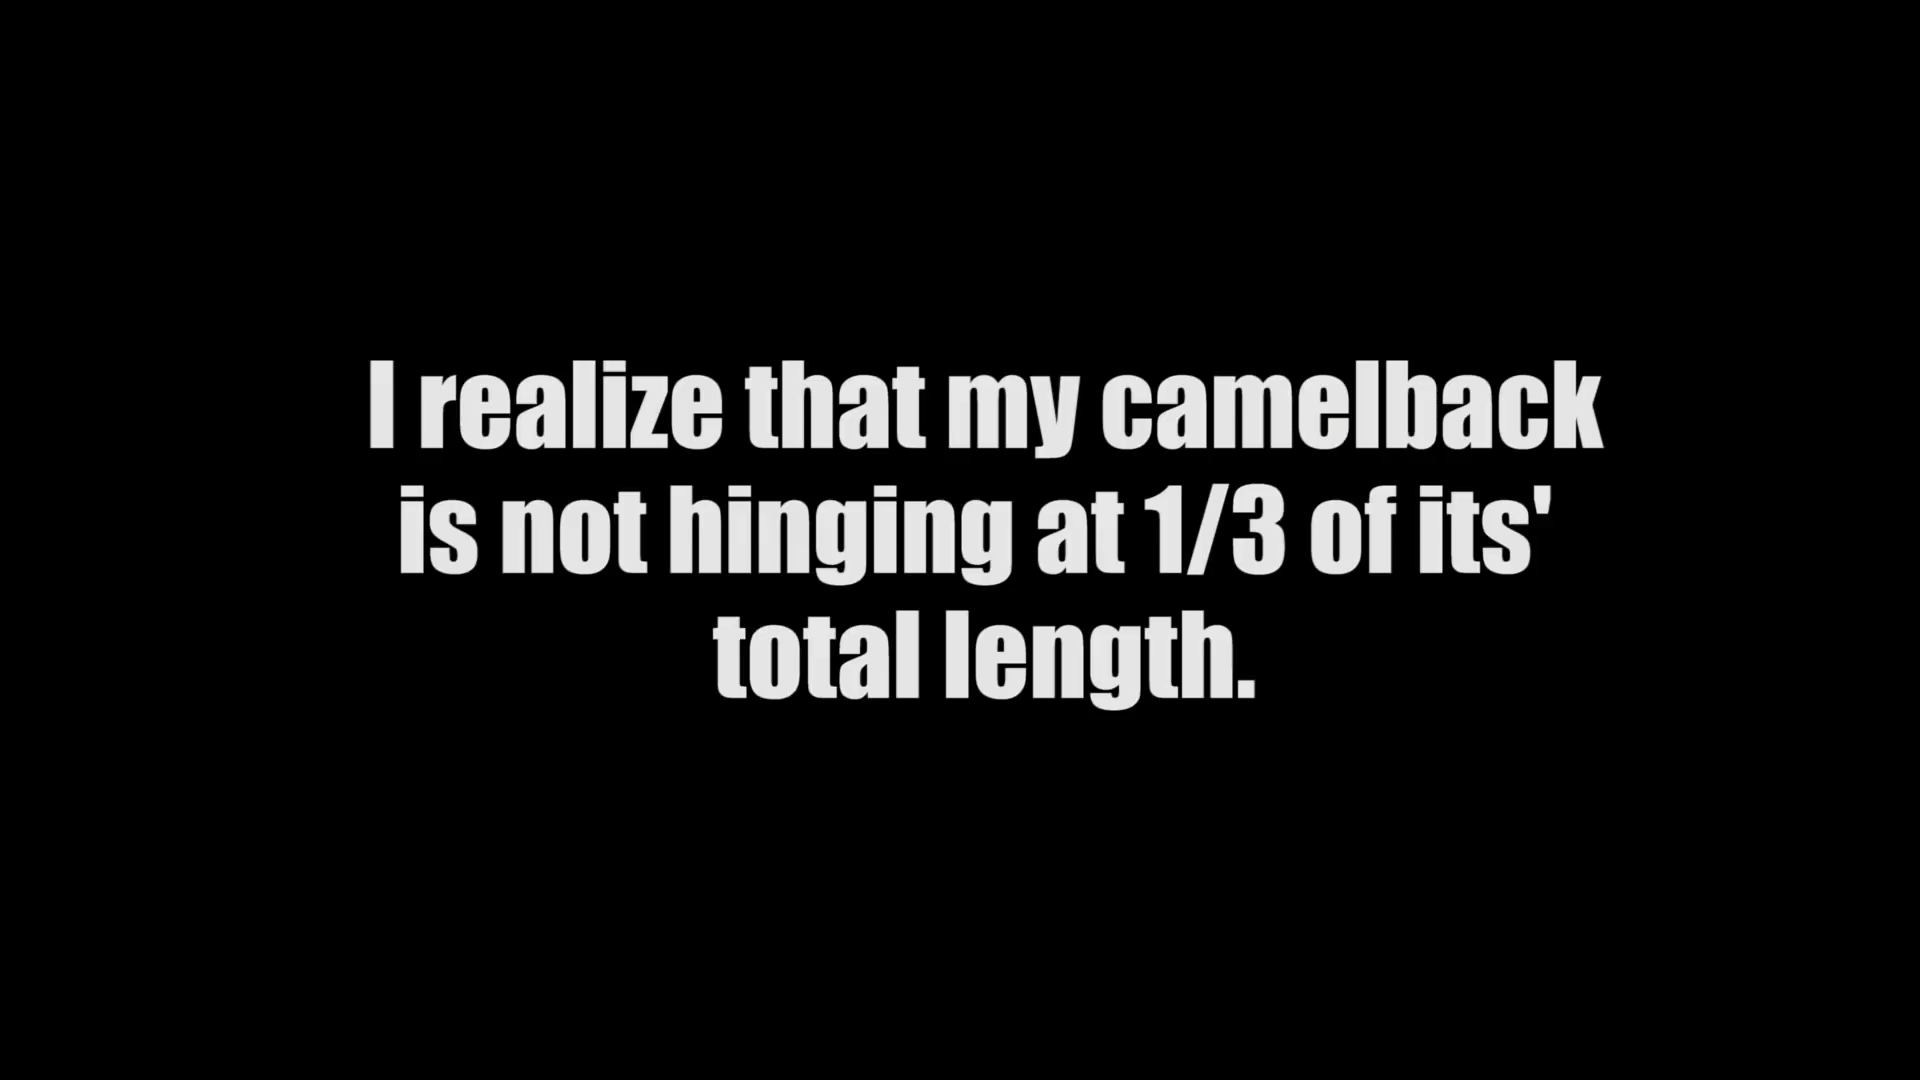 I realize that my camelback
is not hinging at 1/3 of its'
total length.